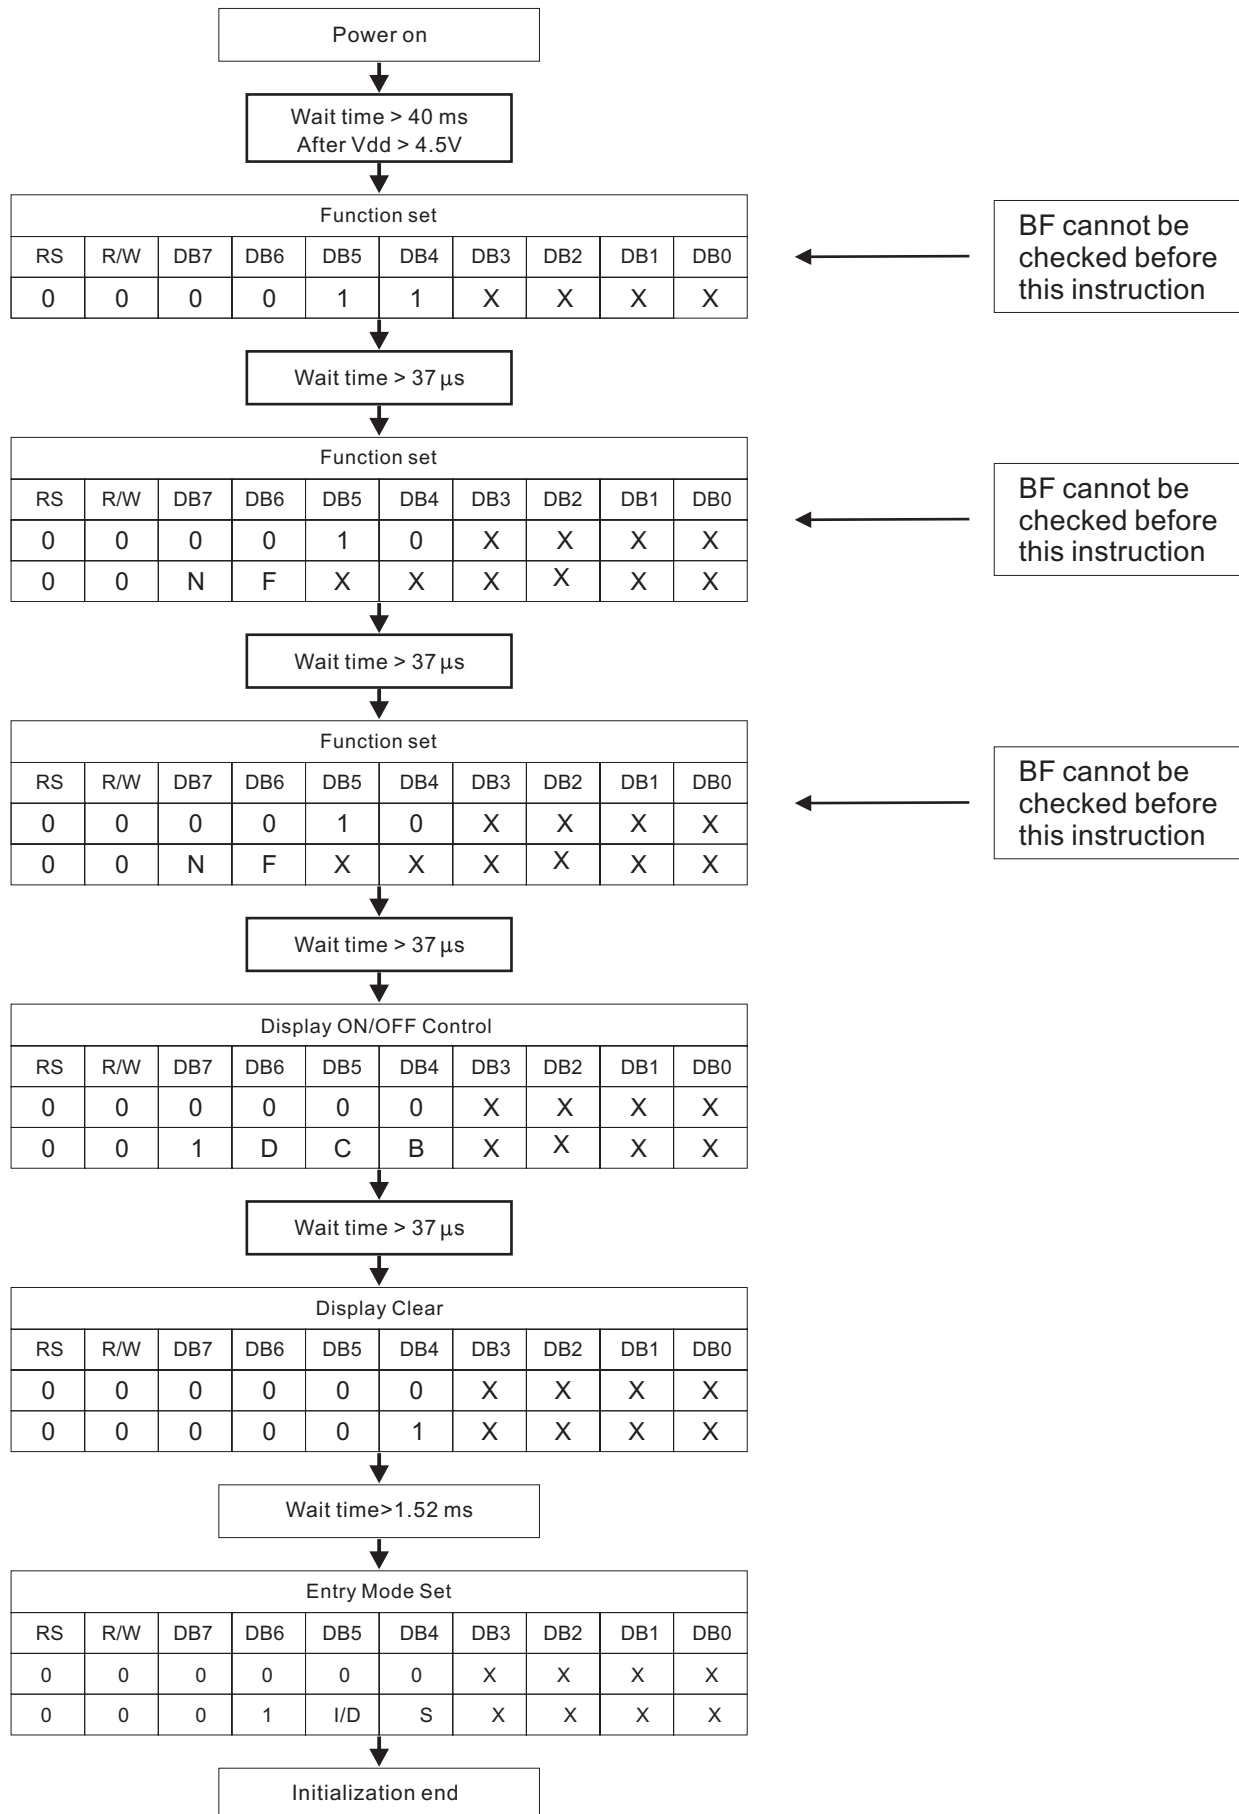 Power on
Wait time > 40 ms
After Vdd > 4.5V
Function set
RS R/W DB7 DB6 DB5 DB4 DB3 DB2 DB1 DB0
0 0 0 0 1 1 X X X X
BF cannot be
checked before
this instruction
Wait time > 37 μs
Function set
RS R/W DB7 DB6 DB5 DB4 DB3 DB2 DB1 DB0
0 0 0 0 1 0 X X X X
0 0 N F X X X X X X
BF cannot be
checked before
this instruction
Wait time > 37 μs
Function set
RS R/W DB7 DB6 DB5 DB4 DB3 DB2 DB1 DB0
0 0 0 0 1 0 X X X X
0 0 N F X X X X X X
BF cannot be
checked before
this instruction
Wait time > 37 μs
Display ON/OFF Control
RS R/W DB7 DB6 DB5 DB4 DB3 DB2 DB1 DB0
0 0 0 0 0 0 X X X X
0 0 1 D C B X X X X
Wait time > 37 μs
Display Clear
RS R/W DB7 DB6 DB5 DB4 DB3 DB2 DB1 DB0
0 0 0 0 0 0 X X X X
0 0 0 0 0 1 X X X X
Wait time>1.52 ms
Entry Mode Set
RS R/W DB7 DB6 DB5 DB4 DB3 DB2 DB1 DB0
0 0 0 0 0 0 X X X X
0 0 0 1 I/D S X X X X
Initialization end